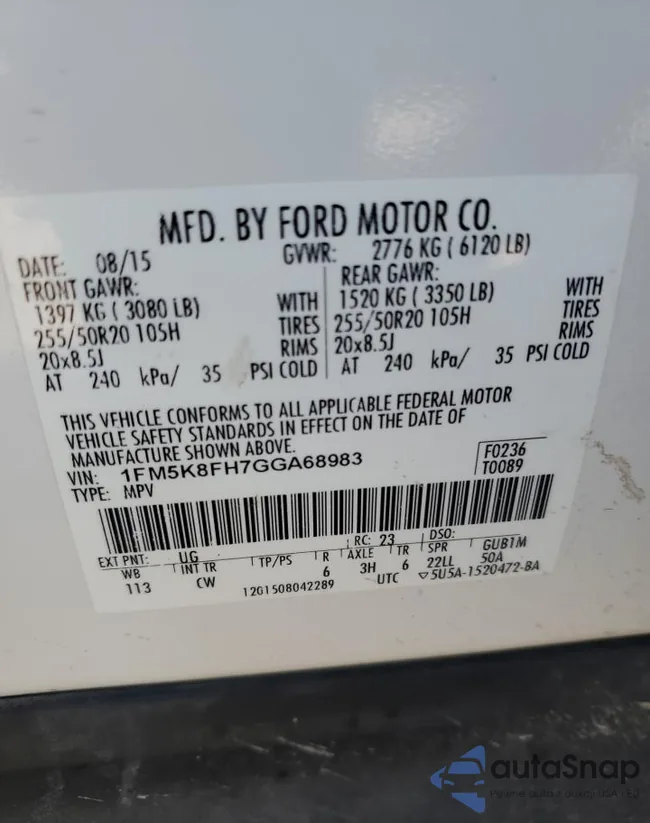 MFD. BY FORD MOTOR CO.
DATE: 08/15 GVWR: 2776 KG ( 6120 LB)
FRONT GAWR: REAR GAWR:
1397 KG ( 3080 LB) WITH 1520 KG ( 3350 LB) WITH
255/50R20 105H TIRES 255/50R20 105H TIRES
20x8.5J RIMS 20x8.5J RIMS
AT 240 kPa/ 35 PSI COLD AT 240 kPa/ 35 PSI COLD
THIS VEHICLE CONFORMS TO ALL APPLICABLE FEDERAL MOTOR
VEHICLE SAFETY STANDARDS IN EFFECT ON THE DATE OF
MANUFACTURE SHOWN ABOVE.
VIN: 1FM5K8FH7GGA68983 F0236
TYPE: MPV T0089
EXT PNT: UG RC: 23 DSO:
WB INT TR TP/PS R AXLE TR SPR GUB1M
113 CW 6 3H 6 22LL 50A
12G1508042289 UTC ▽5U5A-1520472-BA
autoSnap
Pewne auto z aukcji USA i EU